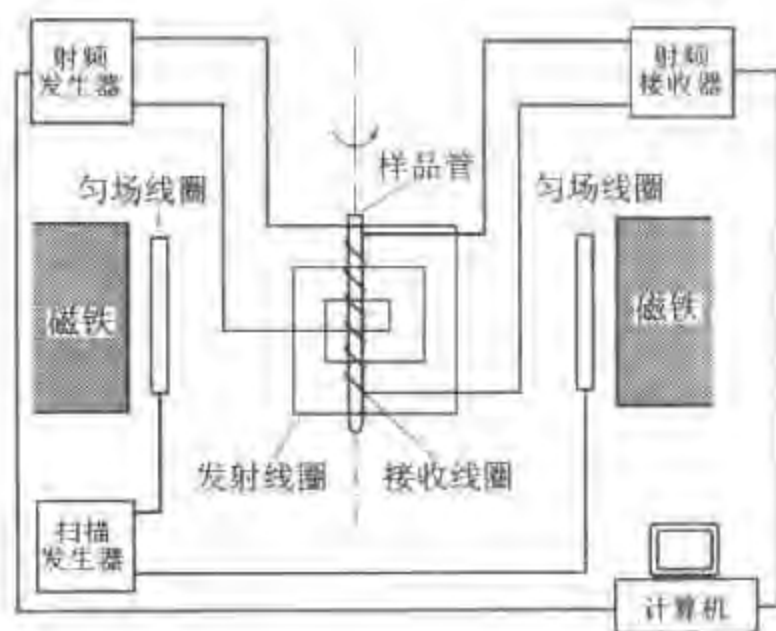 射频
发生器
射频
接收器
样品管
匀场线圈
匀场线圈
磁铁
磁铁
发射线圈
接收线圈
扫描
发生器
计算机